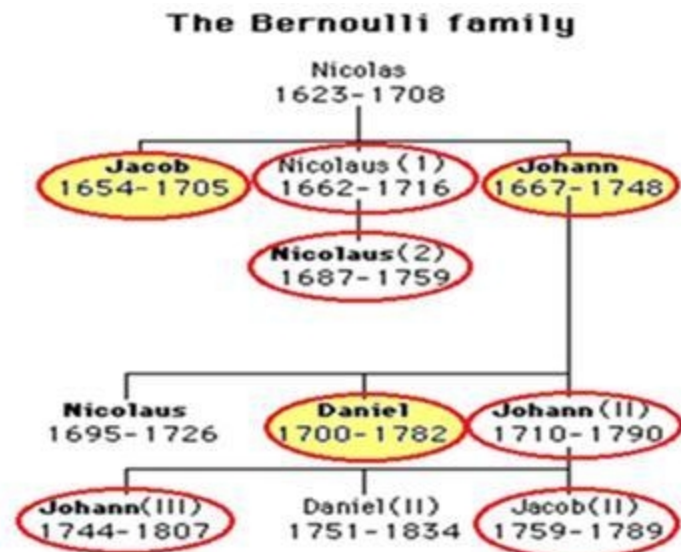 The Bernoulli family
Nicolas
1623-1708
Jacob
1654-1705
Nicolaus(1)
1662-1716
Johann
1667-1748
Nicolaus(2)
1687-1759
Nicolaus
1695-1726
Daniel
1700-1782
Johann(II)
1710-1790
Johann(III)
1744-1807
Daniel(II)
1751-1834
Jacob(II)
1759-1789